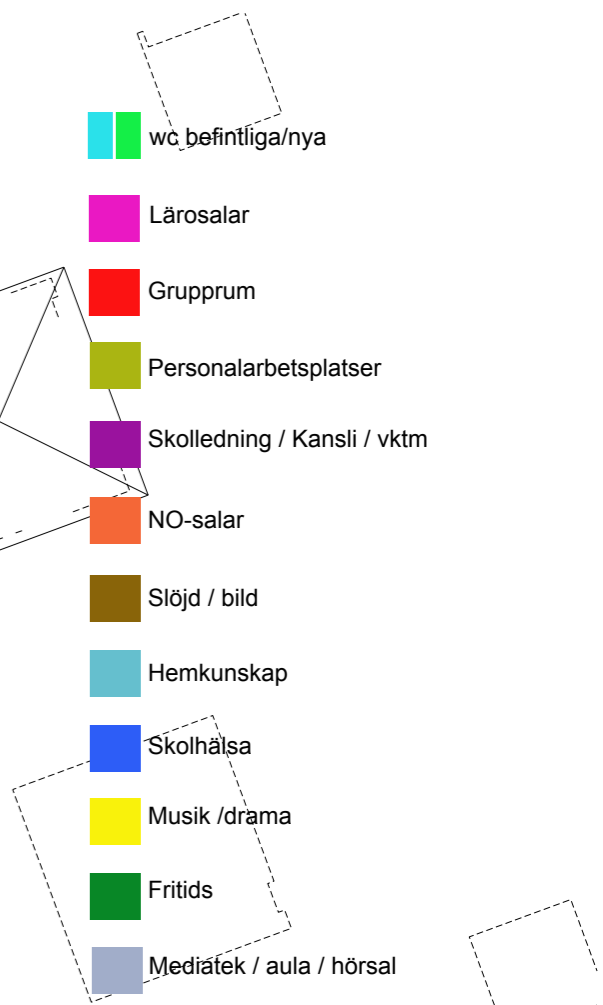 wc befintliga/nya
Lärosalar
Grupprum
Personalarbetsplatser
Skolledning / Kansli / vktm
NO-salar
Slöjd / bild
Hemkunskap
Skolhälsa
Musik /drama
Fritids
Mediatek / aula / hörsal